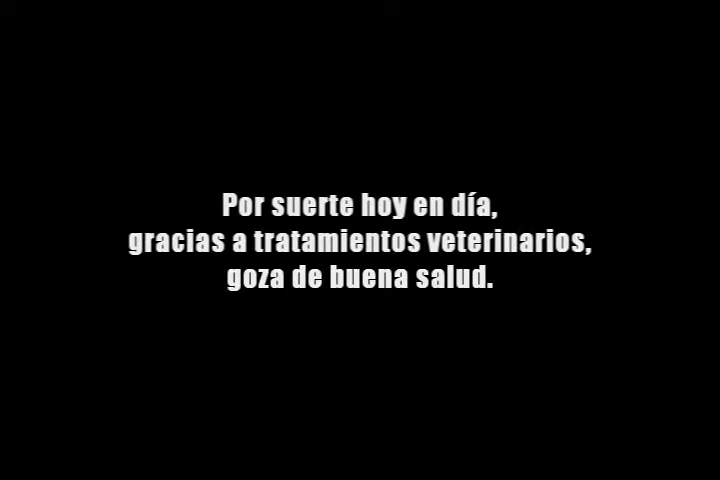 Por suerte hoy en día,
gracias a tratamientos veterinarios,
goza de buena salud.